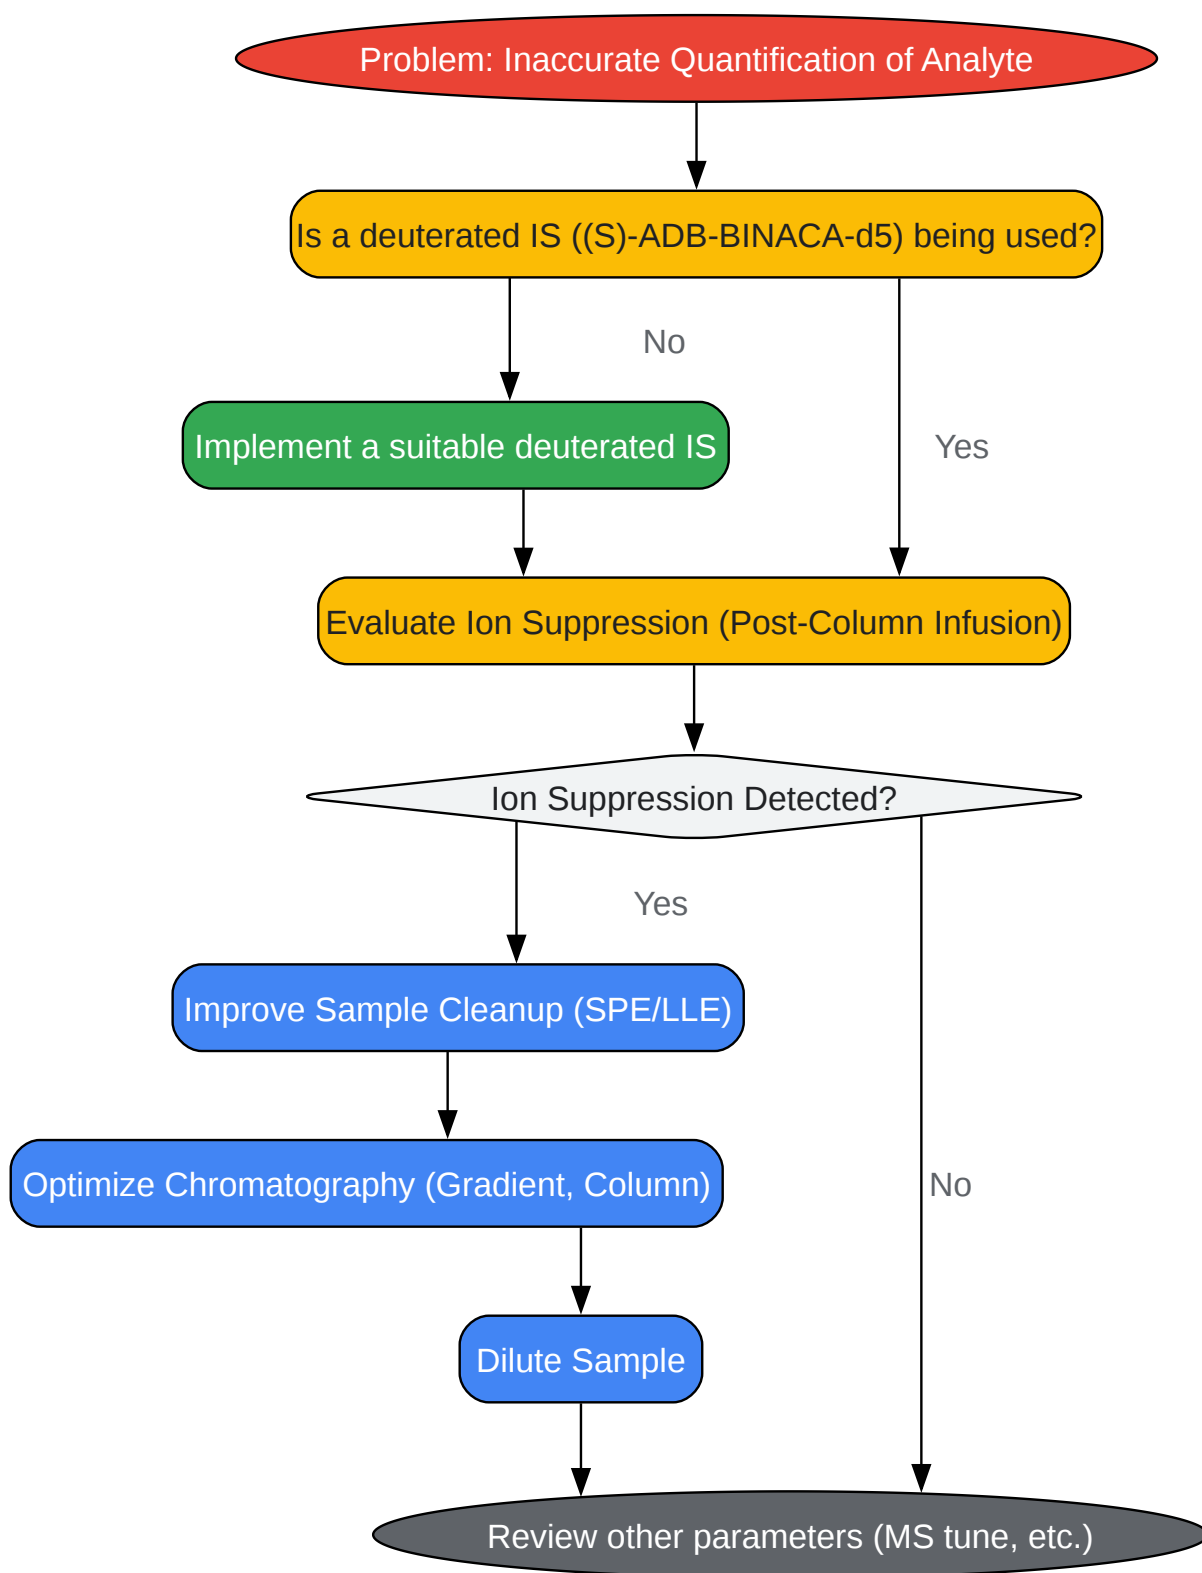 Problem: Inaccurate Quantification of Analyte
Is a deuterated IS ((S)-ADB-BINACA-d5) being used?
No
Implement a suitable deuterated IS
Yes
Evaluate Ion Suppression (Post-Column Infusion)
Ion Suppression Detected?
Yes
Improve Sample Cleanup (SPE/LLE)
Optimize Chromatography (Gradient, Column)
No
Dilute Sample
Review other parameters (MS tune, etc.)